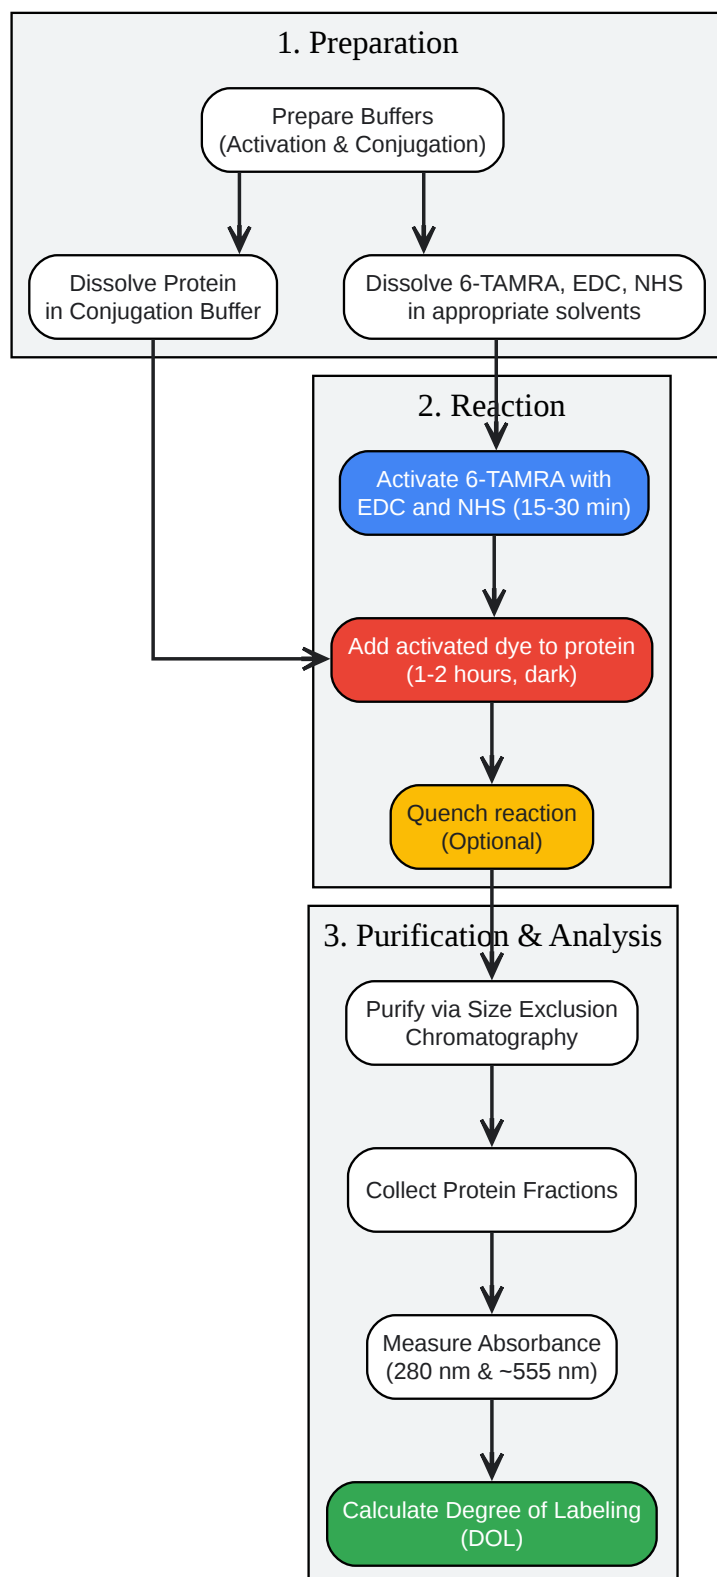 1. Preparation
Prepare Buffers
(Activation & Conjugation)
Dissolve Protein
in Conjugation Buffer
Dissolve 6-TAMRA, EDC, NHS
in appropriate solvents
2. Reaction
Activate 6-TAMRA with
EDC and NHS (15-30 min)
Add activated dye to protein
(1-2 hours, dark)
Quench reaction
(Optional)
3. Purification & Analysis
Purify via Size Exclusion
Chromatography
Collect Protein Fractions
Measure Absorbance
(280 nm & ~555 nm)
Calculate Degree of Labeling
(DOL)